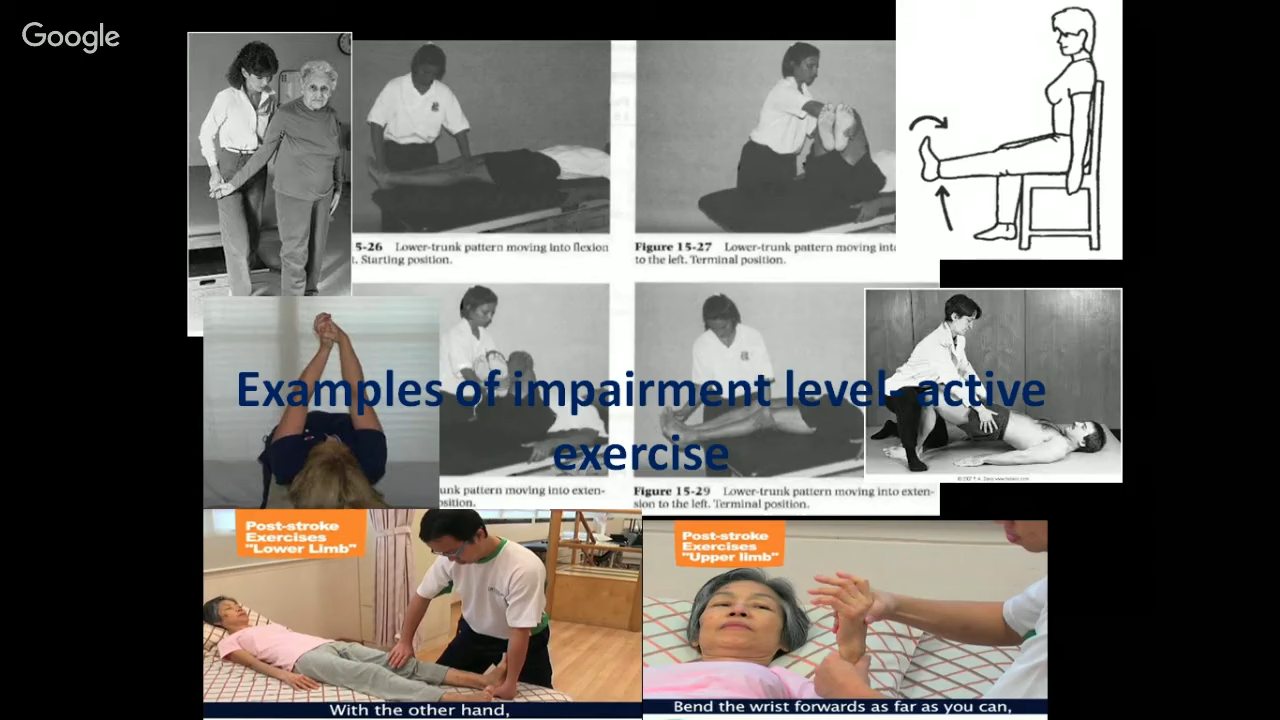 Google
5-26 Lower-trunk pattern moving into flexion
t. Starting position.
Figure 15-27 Lower-trunk pattern moving into
to the left. Terminal position.
Examples of impairment level- active
exercise
unk pattern moving into exten-
osition.
Figure 15-29 Lower-trunk pattern moving into exten-
sion to the left. Terminal position.
Post-stroke
Exercises
"Lower Limb"
With the other hand,
Post-stroke
Exercises
"Upper limb"
Bend the wrist forwards as far as you can,